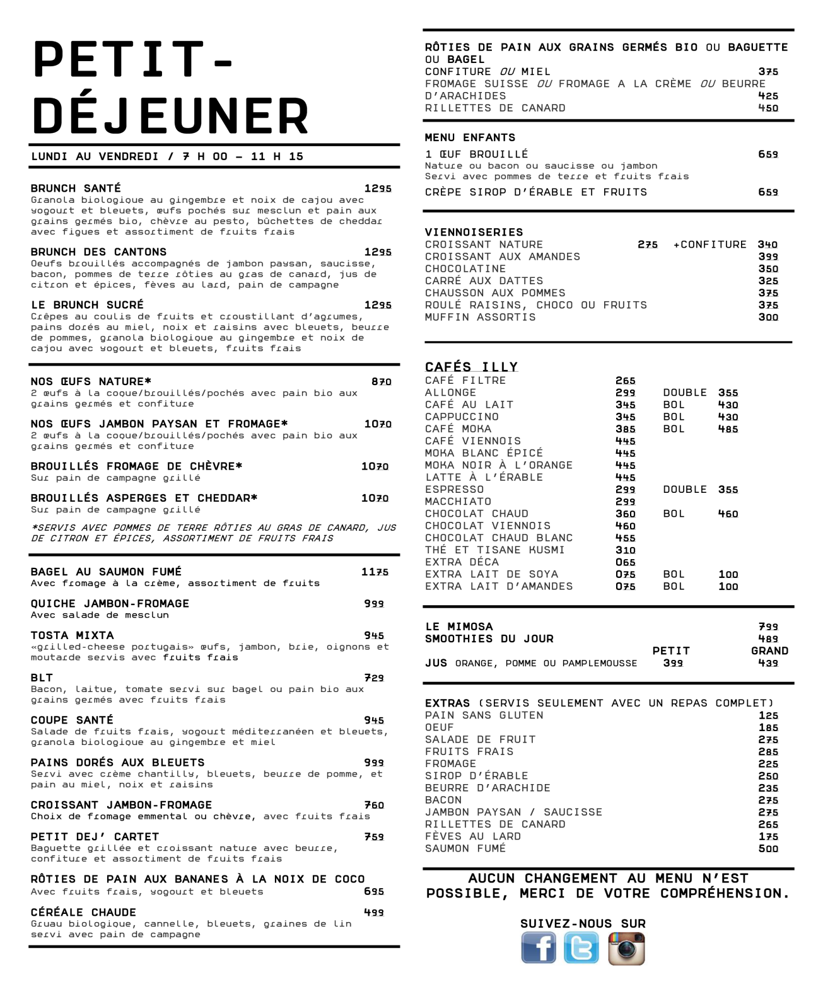 PETIT-
DÉJEUNER
LUNDI AU VENDREDI / 7 H 00 – 11 H 15
BRUNCH SANTÉ 1295
Granola biologique au gingembre et noix de cajou avec
yogourt et bleuets, œufs pochés sur mesclun et pain aux
grains germés bio, chèvre au pesto, bûchettes de cheddar
avec figues et assortiment de fruits frais
BRUNCH DES CANTONS 1295
Oeufs brouillés accompagnés de jambon paysan, saucisse,
bacon, pommes de terre rôties au gras de canard, jus de
citron et épices, fèves au lard, pain de campagne
LE BRUNCH SUCRÉ 1295
Crêpes au coulis de fruits et croustillant d’agrumes,
pains dorés au miel, noix et raisins avec bleuets, beurre
de pommes, granola biologique au gingembre et noix de
cajou avec yogourt et bleuets, fruits frais
NOS ŒUFS NATURE* 870
2 œufs à la coque/brouillés/pochés avec pain bio aux
grains germés et confiture
NOS ŒUFS JAMBON PAYSAN ET FROMAGE* 1070
2 œufs à la coque/brouillés/pochés avec pain bio aux
grains germés et confiture
BROUILLÉS FROMAGE DE CHÈVRE* 1070
Sur pain de campagne grillé
BROUILLÉS ASPERGES ET CHEDDAR* 1070
Sur pain de campagne grillé
*SERVIS AVEC POMMES DE TERRE RÔTIES AU GRAS DE CANARD, JUS
DE CITRON ET ÉPICES, ASSORTIMENT DE FRUITS FRAIS
BAGEL AU SAUMON FUMÉ 1175
Avec fromage à la crème, assortiment de fruits
QUICHE JAMBON-FROMAGE 999
Avec salade de mesclun
TOSTA MIXTA 945
«grilled-cheese portugais» œufs, jambon, brie, oignons et
moutarde servis avec fruits frais
BLT 729
Bacon, laitue, tomate servi sur bagel ou pain bio aux
grains germés avec fruits frais
COUPE SANTÉ 945
Salade de fruits frais, yogourt méditerranéen et bleuets,
granola biologique au gingembre et miel
PAINS DORÉS AUX BLEUETS 999
Servi avec crème chantilly, bleuets, beurre de pomme, et
pain au miel, noix et raisins
CROISSANT JAMBON-FROMAGE 760
Choix de fromage emmental ou chèvre, avec fruits frais
PETIT DEJ’ CARTET 759
Baguette grillée et croissant nature avec beurre,
confiture et assortiment de fruits frais
RÔTIES DE PAIN AUX BANANES À LA NOIX DE COCO
Avec fruits frais, yogourt et bleuets 695
CÉRÉALE CHAUDE 499
Gruau biologique, cannelle, bleuets, graines de lin
servi avec pain de campagne
RÔTIES DE PAIN AUX GRAINS GERMÉS BIO OU BAGUETTE
OU BAGEL
CONFITURE OU MIEL 375
FROMAGE SUISSE OU FROMAGE A LA CRÈME OU BEURRE
D’ARACHIDES 425
RILLETTES DE CANARD 450
MENU ENFANTS
1 ŒUF BROUILLÉ 659
Nature ou bacon ou saucisse ou jambon
Servi avec pommes de terre et fruits frais
CRÈPE SIROP D’ÉRABLE ET FRUITS 659
VIENNOISERIES
CROISSANT NATURE 275 +CONFITURE 340
CROISSANT AUX AMANDES 399
CHOCOLATINE 350
CARRÉ AUX DATTES 325
CHAUSSON AUX POMMES 375
ROULÉ RAISINS, CHOCO OU FRUITS 375
MUFFIN ASSORTIS 300
CAFÉS ILLY
CAFÉ FILTRE 265
ALLONGE 299 DOUBLE 355
CAFÉ AU LAIT 345 BOL 430
CAPPUCCINO 345 BOL 430
CAFÉ MOKA 385 BOL 485
CAFÉ VIENNOIS 445
MOKA BLANC ÉPICÉ 445
MOKA NOIR À L’ORANGE 445
LATTE À L’ÉRABLE 445
ESPRESSO 299 DOUBLE 355
MACCHIATO 299
CHOCOLAT CHAUD 360 BOL 460
CHOCOLAT VIENNOIS 460
CHOCOLAT CHAUD BLANC 455
THÉ ET TISANE KUSMI 310
EXTRA DÉCA 065
EXTRA LAIT DE SOYA 075 BOL 100
EXTRA LAIT D’AMANDES 075 BOL 100
LE MIMOSA 799
SMOOTHIES DU JOUR 489
PETIT GRAND
JUS ORANGE, POMME OU PAMPLEMOUSSE 399 439
EXTRAS (SERVIS SEULEMENT AVEC UN REPAS COMPLET)
PAIN SANS GLUTEN 125
OEUF 185
SALADE DE FRUIT 275
FRUITS FRAIS 285
FROMAGE 225
SIROP D’ÉRABLE 250
BEURRE D’ARACHIDE 235
BACON 275
JAMBON PAYSAN / SAUCISSE 275
RILLETTES DE CANARD 265
FÈVES AU LARD 175
SAUMON FUMÉ 500
AUCUN CHANGEMENT AU MENU N’EST
POSSIBLE, MERCI DE VOTRE COMPRÉHENSION.
SUIVEZ-NOUS SUR